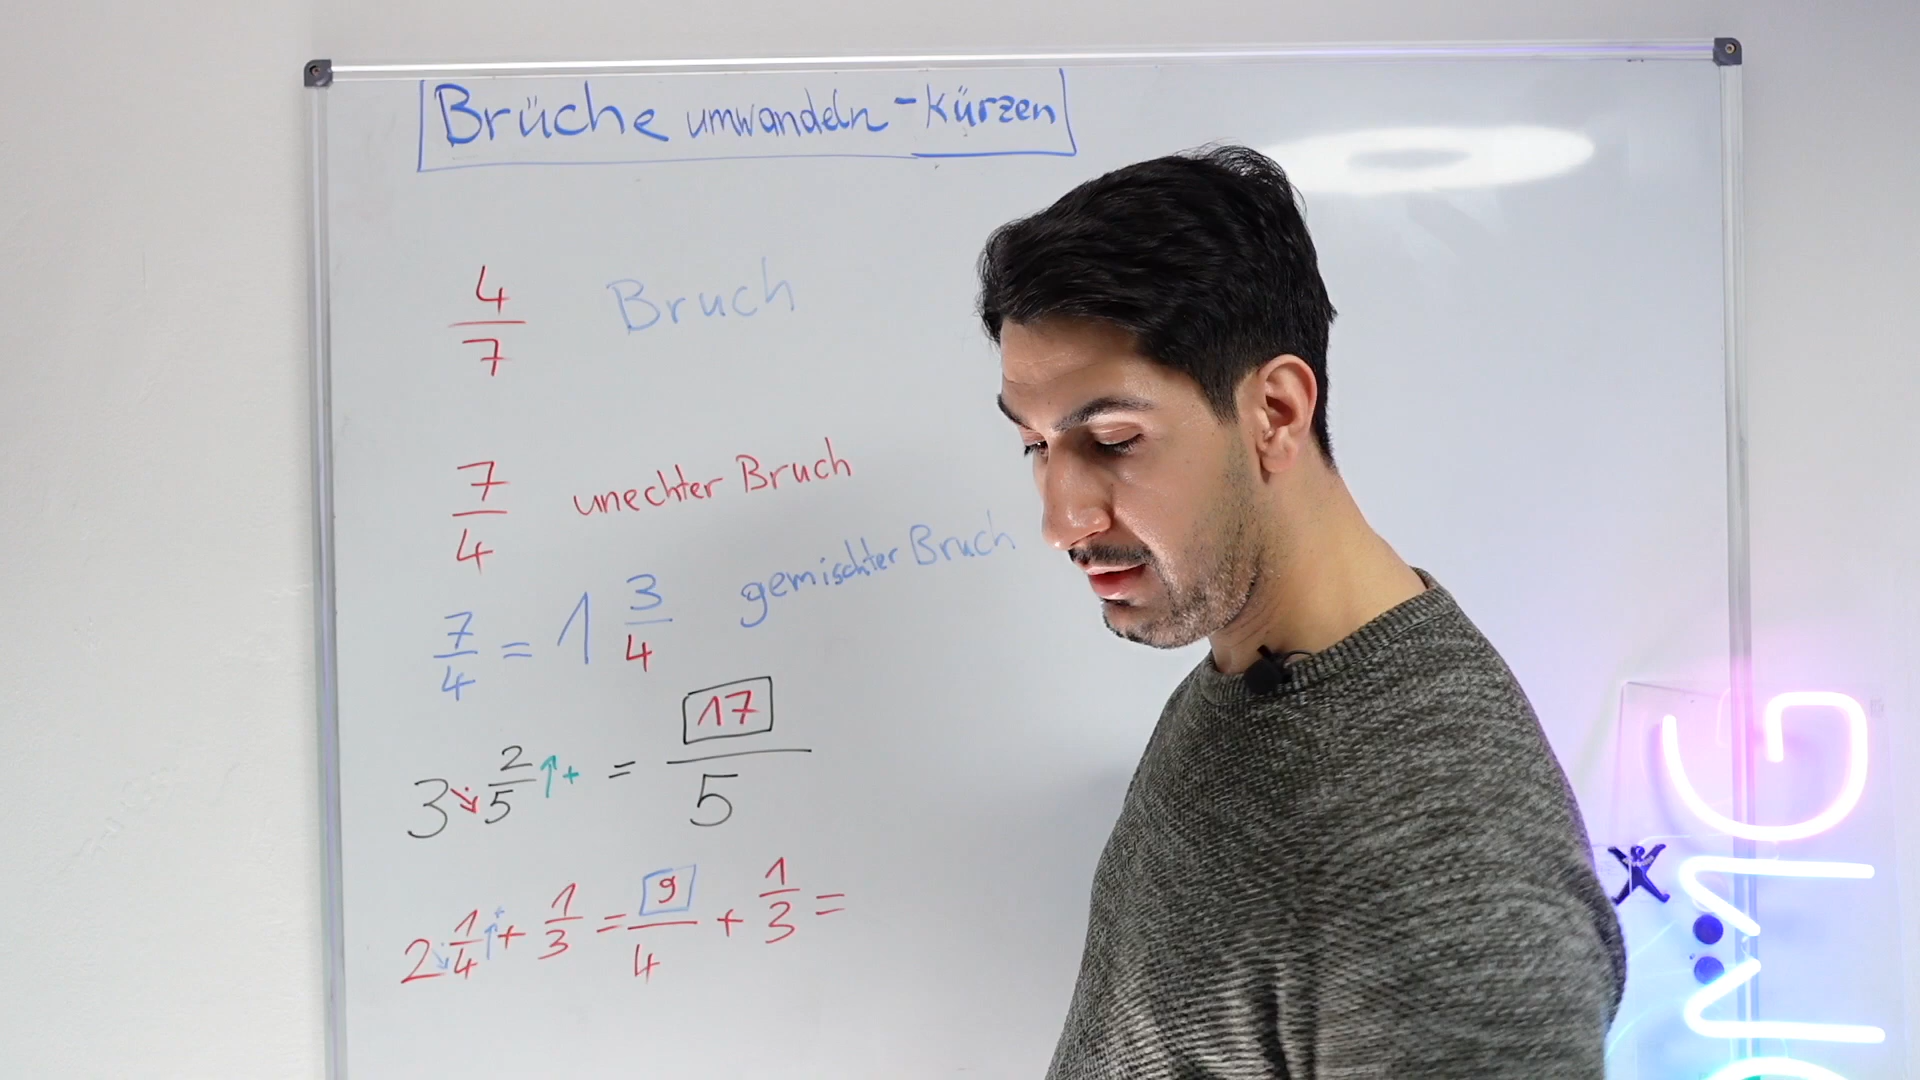 Brüche umwandeln - Kürzen
4/7 Bruch
7/4 unechter Bruch
7/4 = 1 3/4 gemischter Bruch
3 ↘ 2/5 ↑+ = 17/5
2 ↘ 1/4 ↑+ + 1/3 = 9/4 + 1/3 =